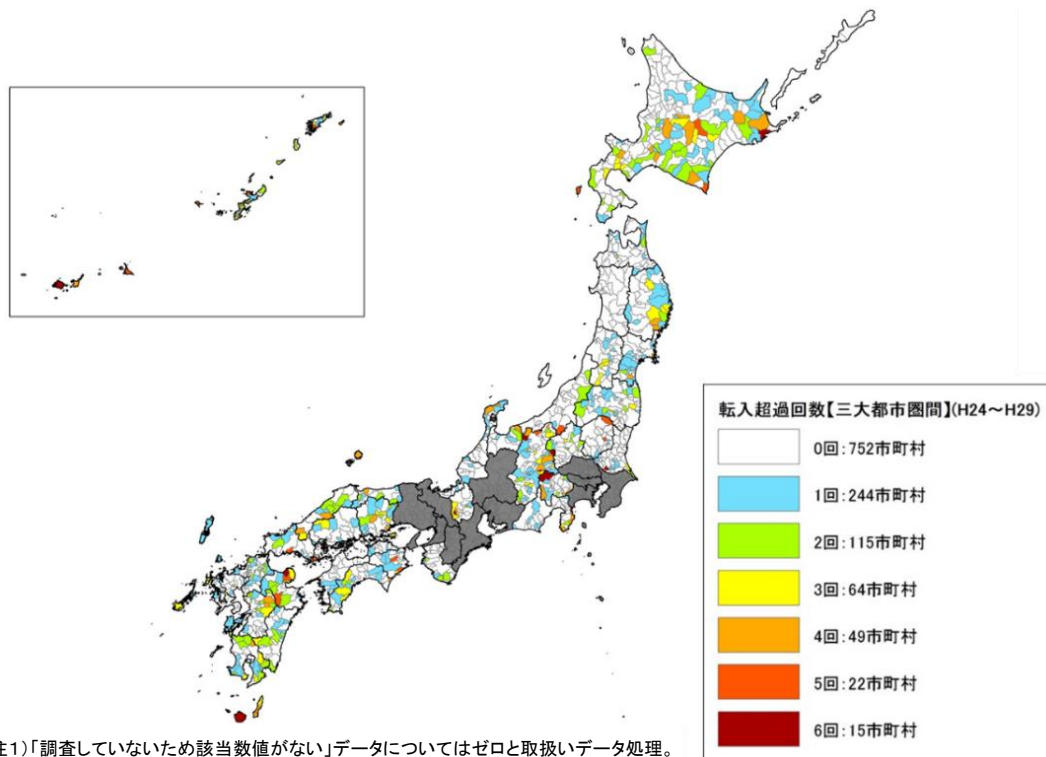 転入超過回数【三大都市圏間】(H24～H29)
0回:752市町村
1回:244市町村
2回:115市町村
3回:64市町村
4回:49市町村
5回:22市町村
6回:15市町村
注1)「調査していないため該当数値がない」データについてはゼロと取扱いデータ処理。